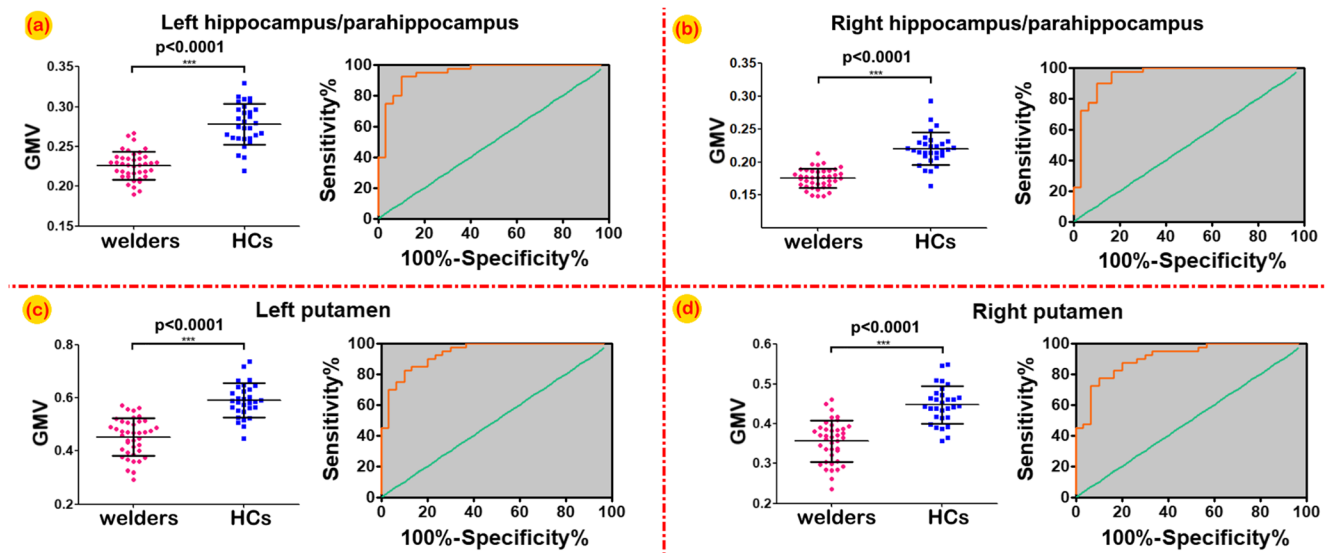 (a)
Left hippocampus/parahippocampus
p<0.0001
***
GMV
0.35
0.30
0.25
0.20
0.15
welders
HCs
Sensitivity%
100
80
60
40
20
0
0 20 40 60 80 100
100%-Specificity%
(b)
Right hippocampus/parahippocampus
p<0.0001
***
GMV
0.35
0.30
0.25
0.20
0.15
welders
HCs
Sensitivity%
100
80
60
40
20
0
0 20 40 60 80 100
100%-Specificity%
(c)
Left putamen
p<0.0001
***
GMV
0.8
0.6
0.4
0.2
welders
HCs
Sensitivity%
100
80
60
40
20
0
0 20 40 60 80 100
100%-Specificity%
(d)
Right putamen
p<0.0001
***
GMV
0.6
0.5
0.4
0.3
0.2
welders
HCs
Sensitivity%
100
80
60
40
20
0
0 20 40 60 80 100
100%-Specificity%